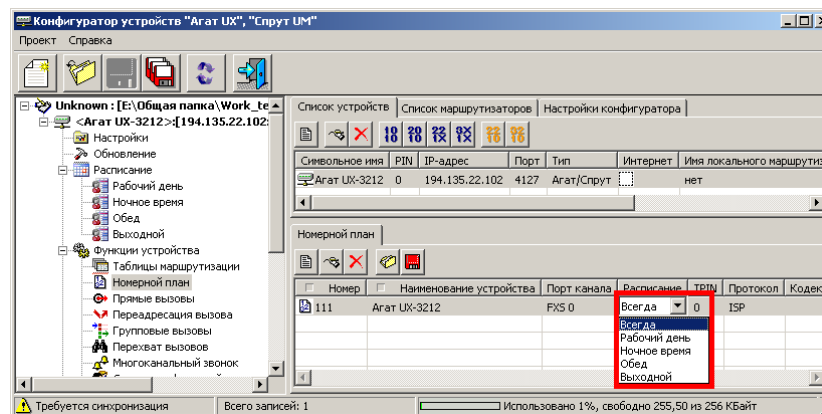 Конфигуратор устройств "Агат UX", "Спрут UM"
Проект Справка
Unknown : [E:\Общая папка\Work_te
<Агат UX-3212>:[194.135.22.102:
Настройки
Обновление
Расписание
Рабочий день
Ночное время
Обед
Выходной
Функции устройства
Таблицы маршрутизации
Номерной план
Прямые вызовы
Переадресация вызова
Групповые вызовы
Перехват вызовов
Многоканальный звонок
Список устройств Список маршрутизаторов Настройки конфигуратора
Символьное имя PIN IP-адрес Порт Тип Интернет Имя локального маршрутиз
Агат UX-3212 0 194.135.22.102 4127 Агат/Спрут нет
Номерной план
Номер Наименование устройства Порт канала Расписание TPIN Протокол Кодек
111 Агат UX-3212 FXS 0 Всегда 0 ISP
Всегда
Рабочий день
Ночное время
Обед
Выходной
Требуется синхронизация Всего записей: 1 Использовано 1%, свободно 255,50 из 256 КБайт